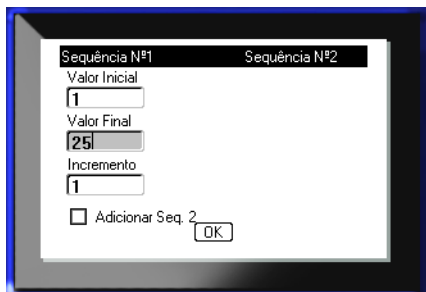 Sequência Nº1 Sequência Nº2
Valor Inicial
1
Valor Final
25
Incremento
1
Adicionar Seq. 2
OK